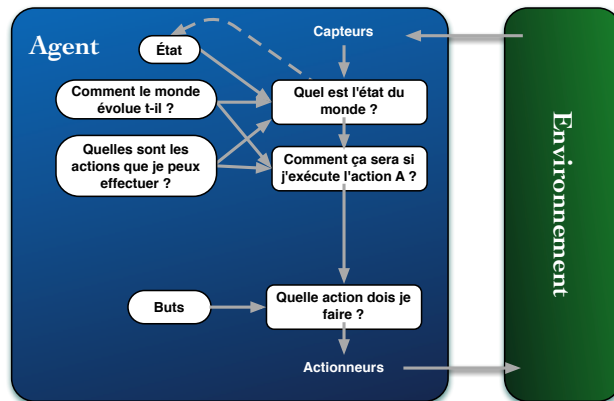 Agent
Capteurs
État
Comment le monde
évolue t-il ?
Quel est l'état du
monde ?
Quelles sont les
actions que je peux
effectuer ?
Comment ça sera si
j'exécute l'action A ?
Buts
Quelle action dois je
faire ?
Actionneurs
Environnement